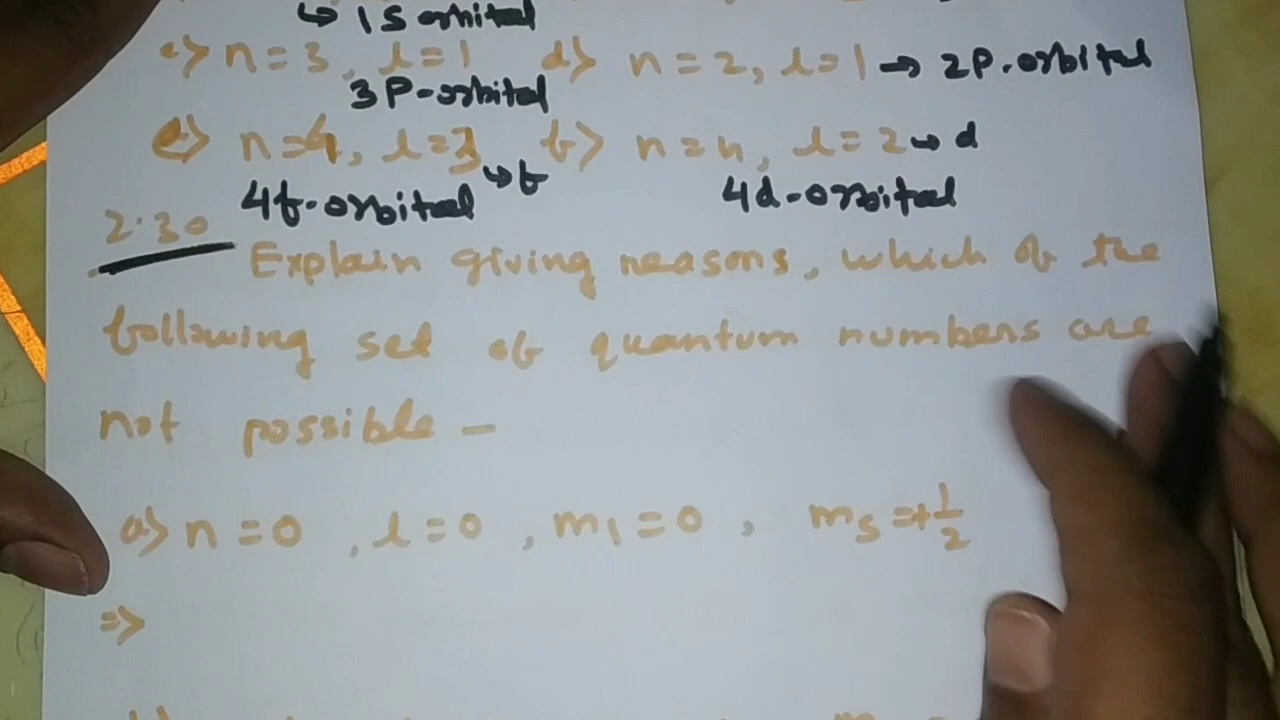 ↳ 1S orbital
c) n=3, l=1 d) n=2, l=1 → 2P-orbital
3P-orbital
e) n=4, l=3 ↳ f f) n=4, l=2 ↳ d
4f-orbital 4d-orbital
2.30
Explain giving reasons, which of the
following set of quantum numbers are
not possible -
a) n=0, l=0, ml=0, ms=+1/2
⇒